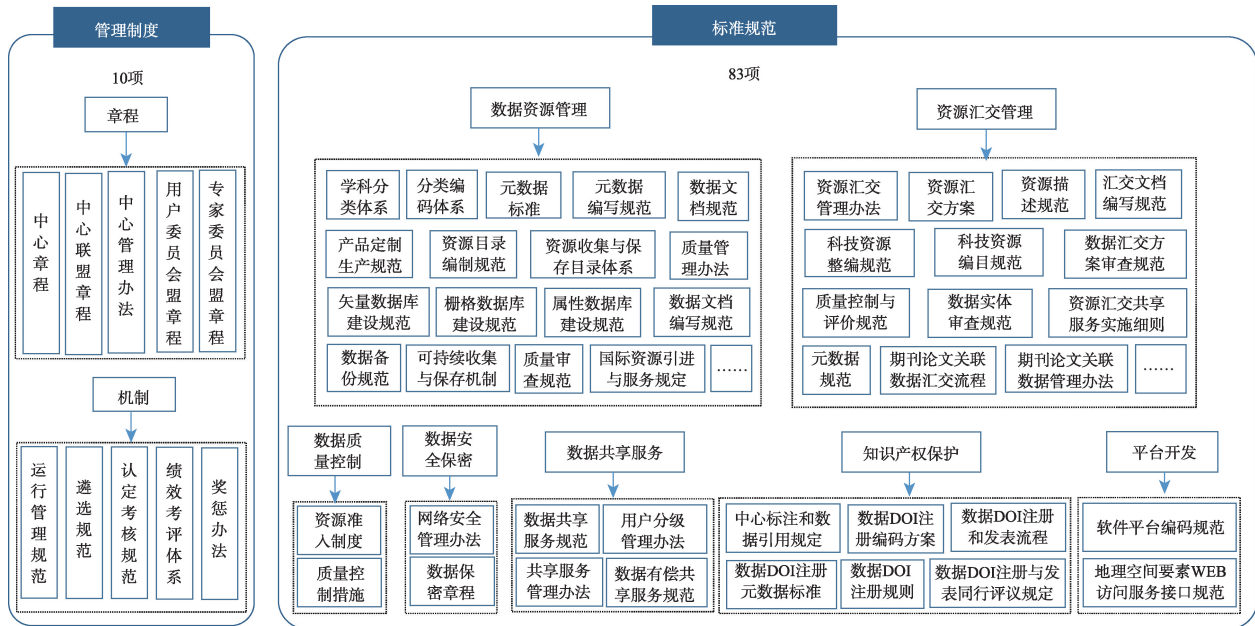 管理制度
10项
章程
中心章程
中心联盟章程
中心管理办法
用户委员会盟章程
专家委员会盟章程
机制
运行管理规范
遴选规范
认定考核规范
绩效考评体系
奖惩办法
标准规范
83项
数据资源管理
学科分
类体系
分类编
码体系
元数据
标准
元数据
编写规范
数据文
档规范
产品定制
生产规范
资源目录
编制规范
资源收集与保
存目录体系
质量管
理办法
矢量数据库
建设规范
栅格数据库
建设规范
属性数据库
建设规范
数据文档
编写规范
数据备
份规范
可持续收集
与保存机制
质量审
查规范
国际资源引进
与服务规定
……
资源汇交管理
资源汇交
管理办法
资源汇
交方案
资源描
述规范
汇交文档
编写规范
科技资源
整编规范
科技资源
编目规范
数据汇交方
案审查规范
质量控制与
评价规范
数据实体
审查规范
资源汇交共享
服务实施细则
元数据
规范
期刊论文关联
数据汇交流程
期刊论文关联
数据管理办法
……
数据质
量控制
资源准
入制度
质量控
制措施
数据安
全保密
网络安全
管理办法
数据保
密章程
数据共享服务
数据共享
服务规范
用户分级
管理办法
共享服务
管理办法
数据有偿共
享服务规范
知识产权保护
中心标注和数
据引用规定
数据DOI注
册编码方案
数据DOI注册
和发表流程
数据DOI注册
元数据标准
数据DOI
注册规则
数据DOI注册与发
表同行评议规定
平台开发
软件平台编码规范
地理空间要素WEB
访问服务接口规范